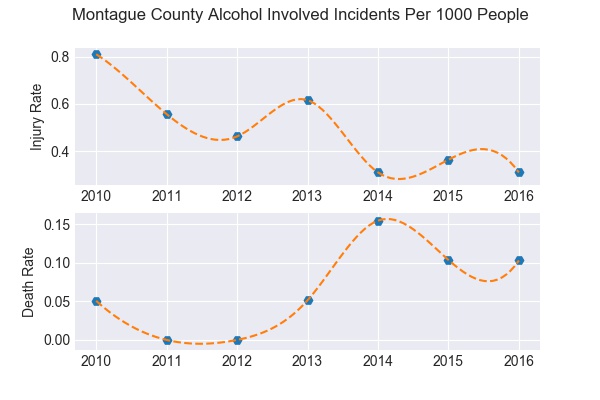 Montague County Alcohol Involved Incidents Per 1000 People
Injury Rate
0.8
0.6
0.4
2010 2011 2012 2013 2014 2015 2016
Death Rate
0.15
0.10
0.05
0.00
2010 2011 2012 2013 2014 2015 2016